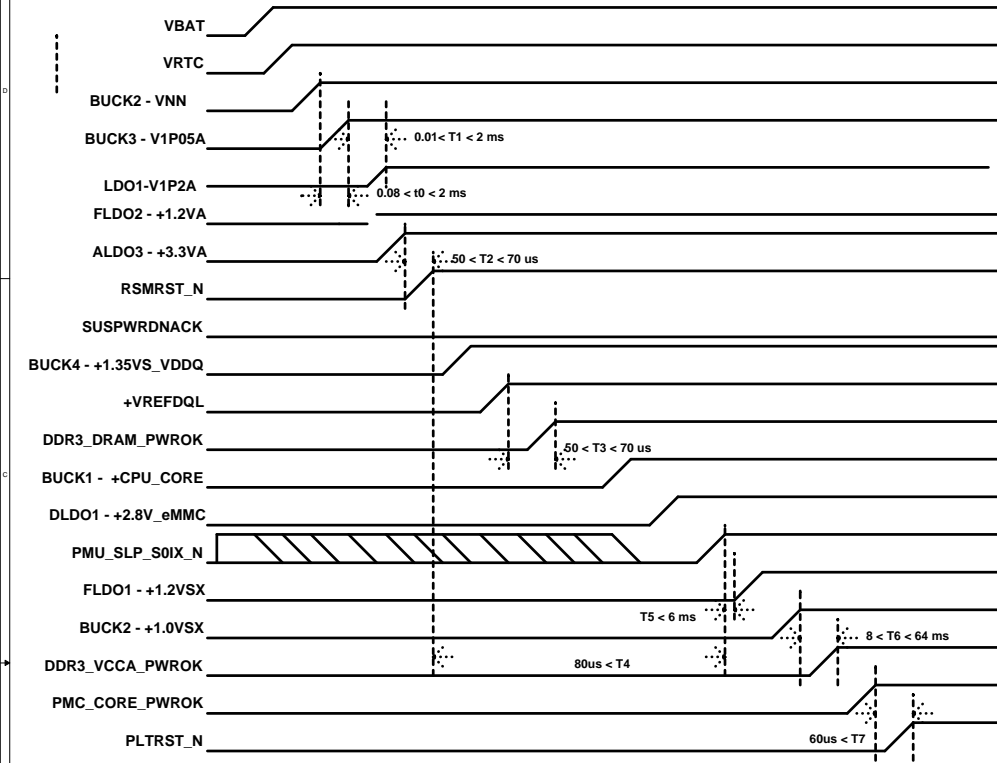 VBAT
VRTC
D
BUCK2 - VNN
BUCK3 - V1P05A
0.01< T1 < 2 ms
LDO1-V1P2A
0.08 < t0 < 2 ms
FLDO2 - +1.2VA
ALDO3 - +3.3VA
50 < T2 < 70 us
RSMRST_N
SUSPWRDNACK
BUCK4 - +1.35VS_VDDQ
+VREFDQL
DDR3_DRAM_PWROK
50 < T3 < 70 us
C
BUCK1 - +CPU_CORE
DLDO1 - +2.8V_eMMC
PMU_SLP_S0IX_N
FLDO1 - +1.2VSX
T5 < 6 ms
BUCK2 - +1.0VSX
8 < T6 < 64 ms
DDR3_VCCA_PWROK
80us < T4
PMC_CORE_PWROK
PLTRST_N
60us < T7